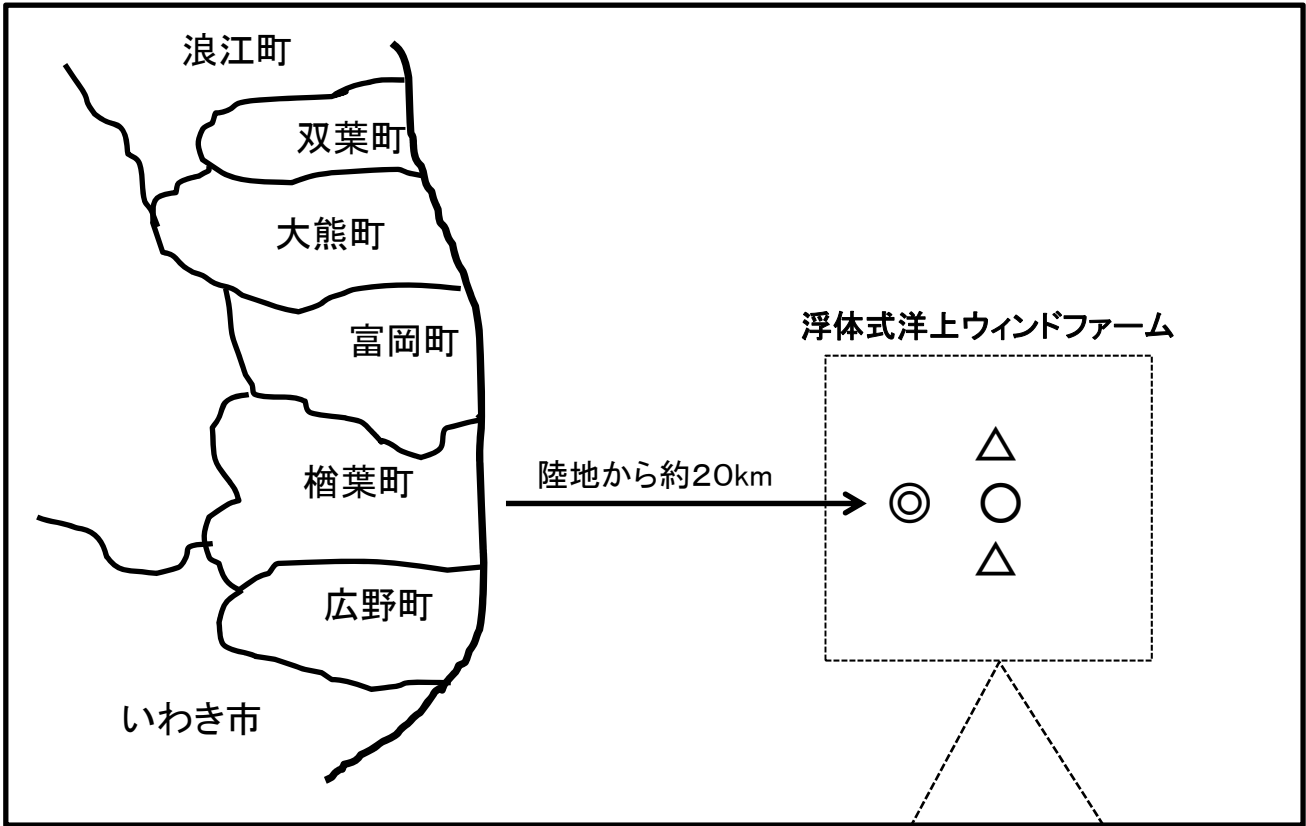 浪江町
双葉町
大熊町
富岡町
楢葉町
広野町
いわき市
陸地から約20km
浮体式洋上ウィンドファーム